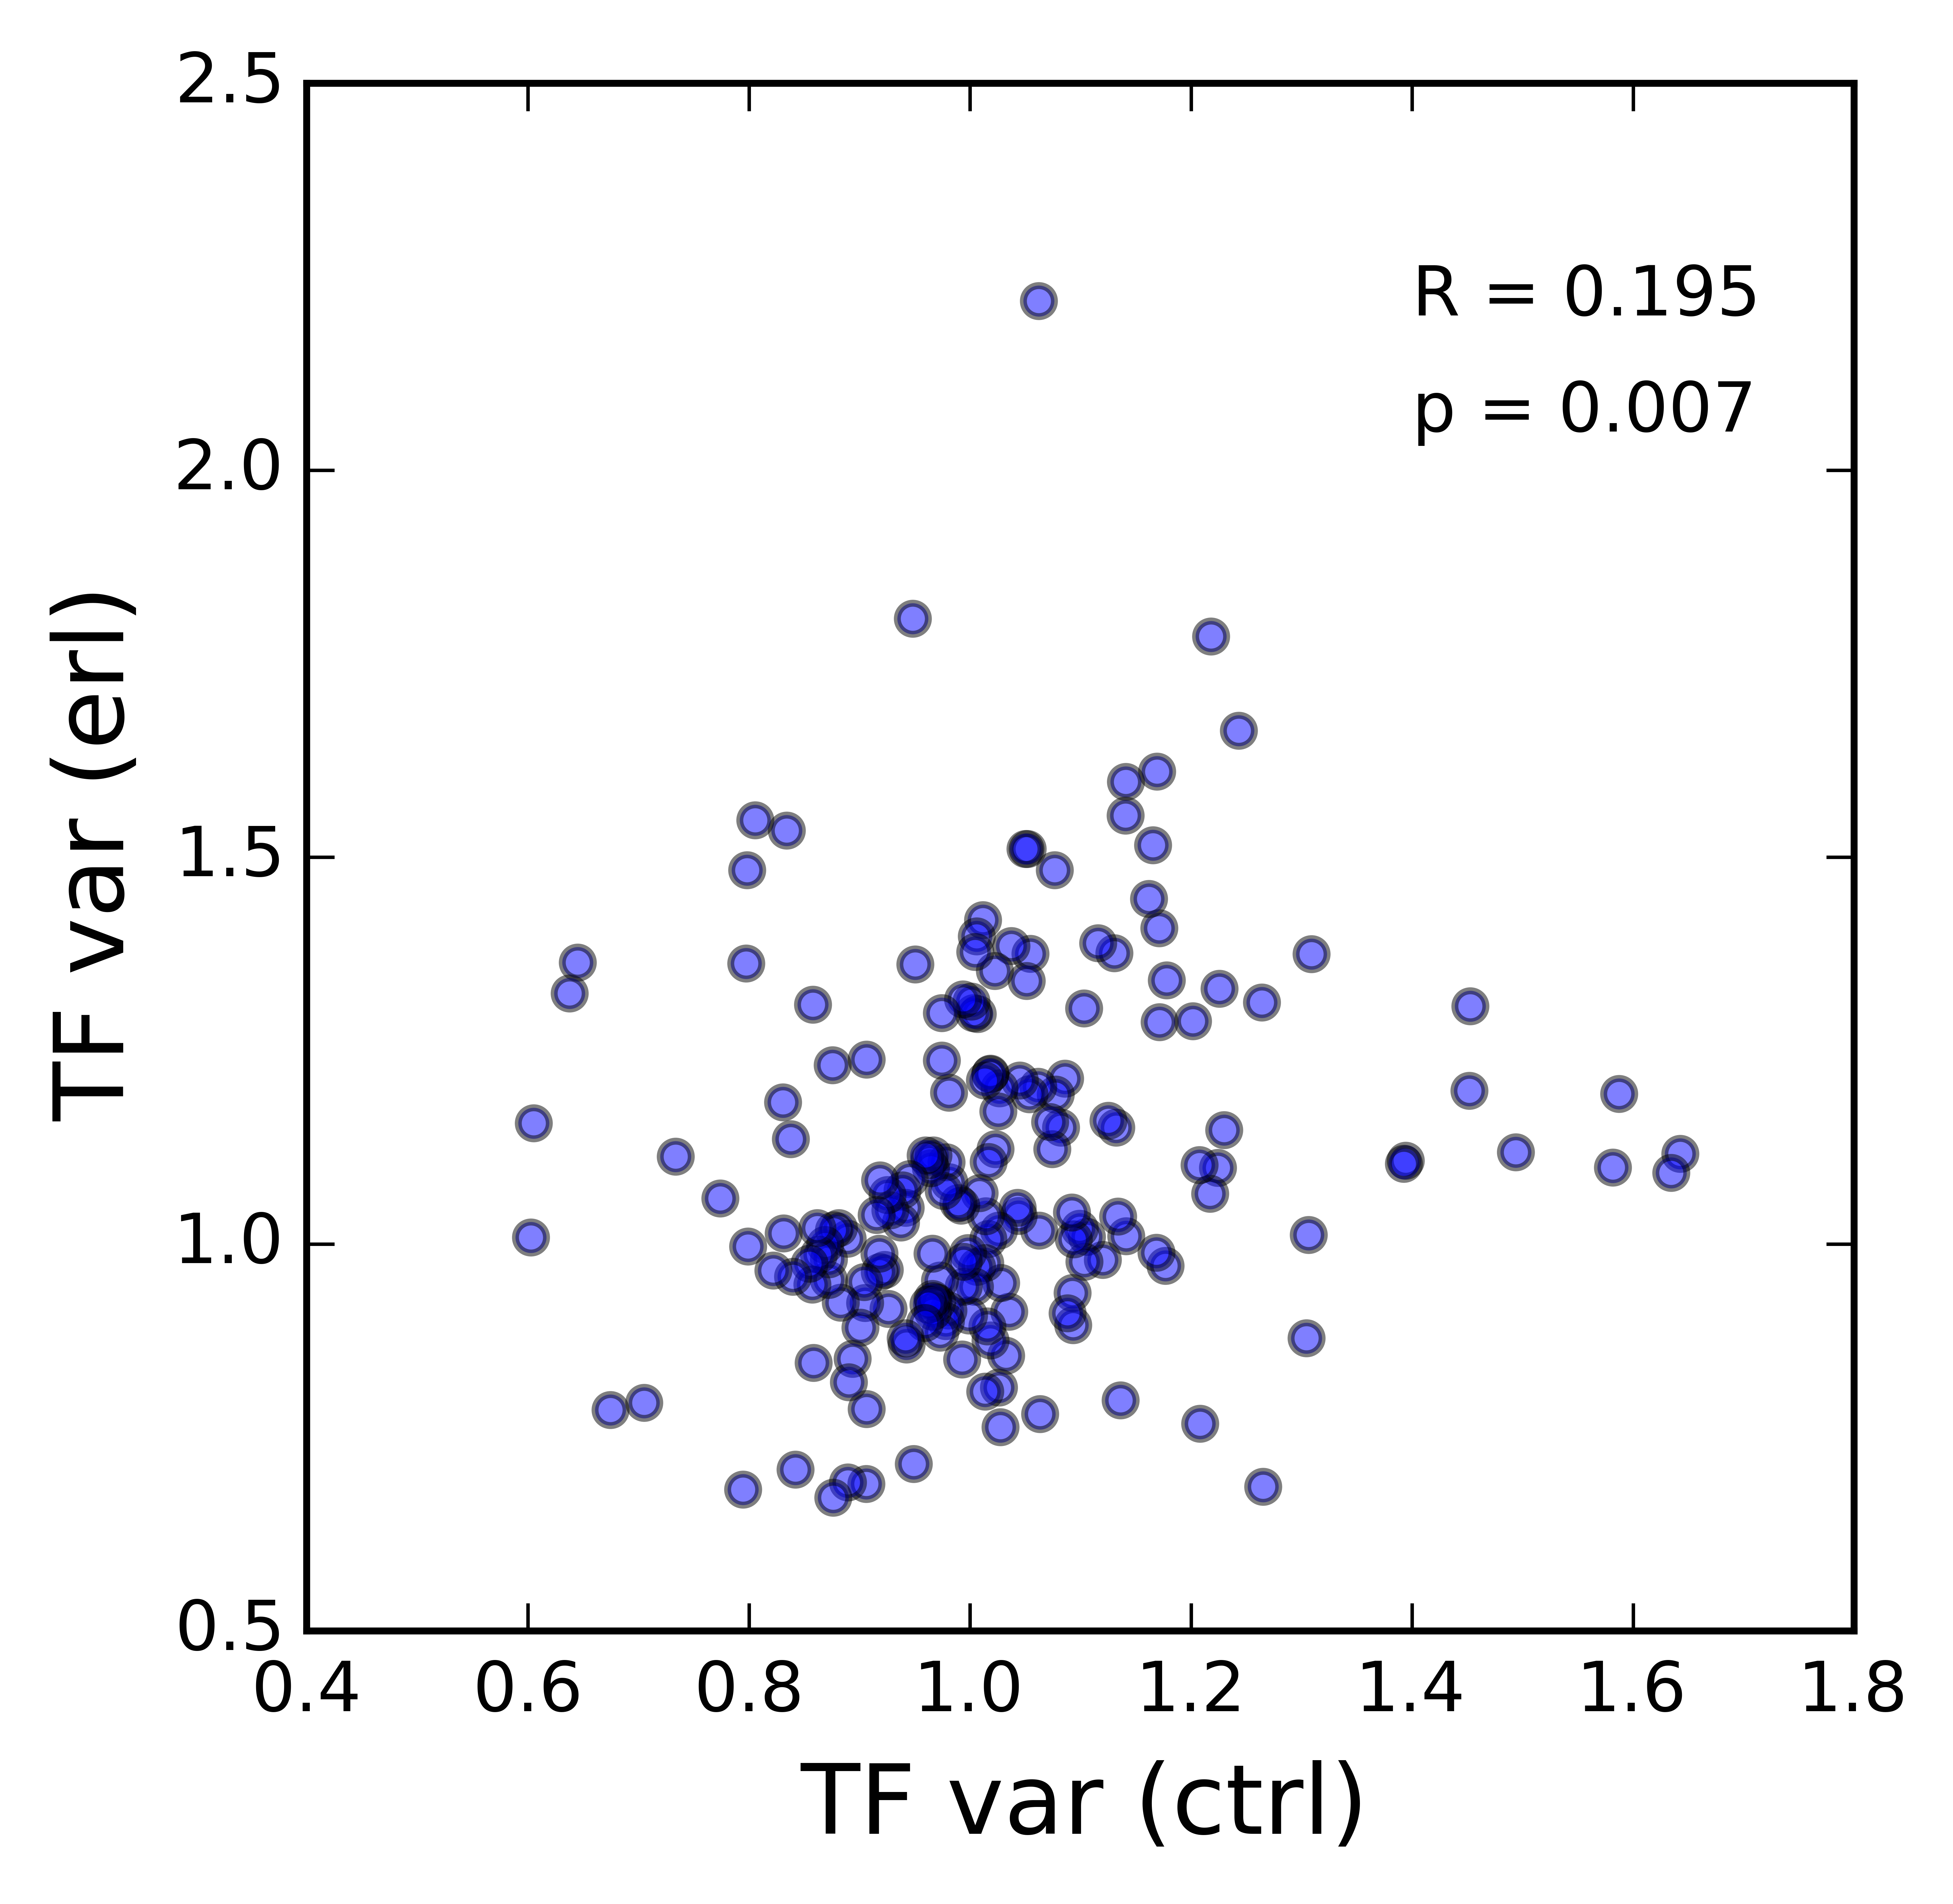 2.5
R = 0.195
p = 0.007
2.0
TF var (erl)
1.5
1.0
0.5
0.4 0.6 0.8 1.0 1.2 1.4 1.6 1.8
TF var (ctrl)